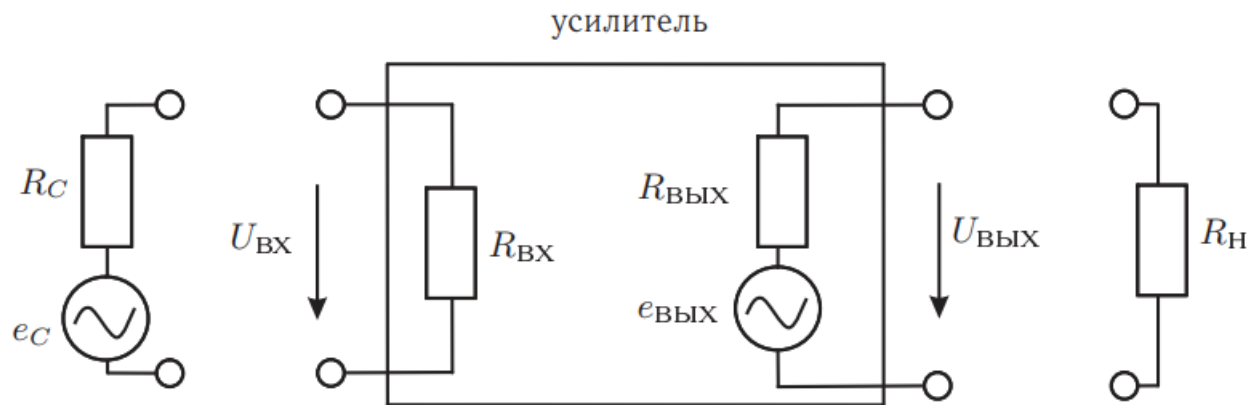 усилитель
R_C
U_ВХ
R_ВХ
R_ВЫХ
U_ВЫХ
R_Н
e_C
e_ВЫХ